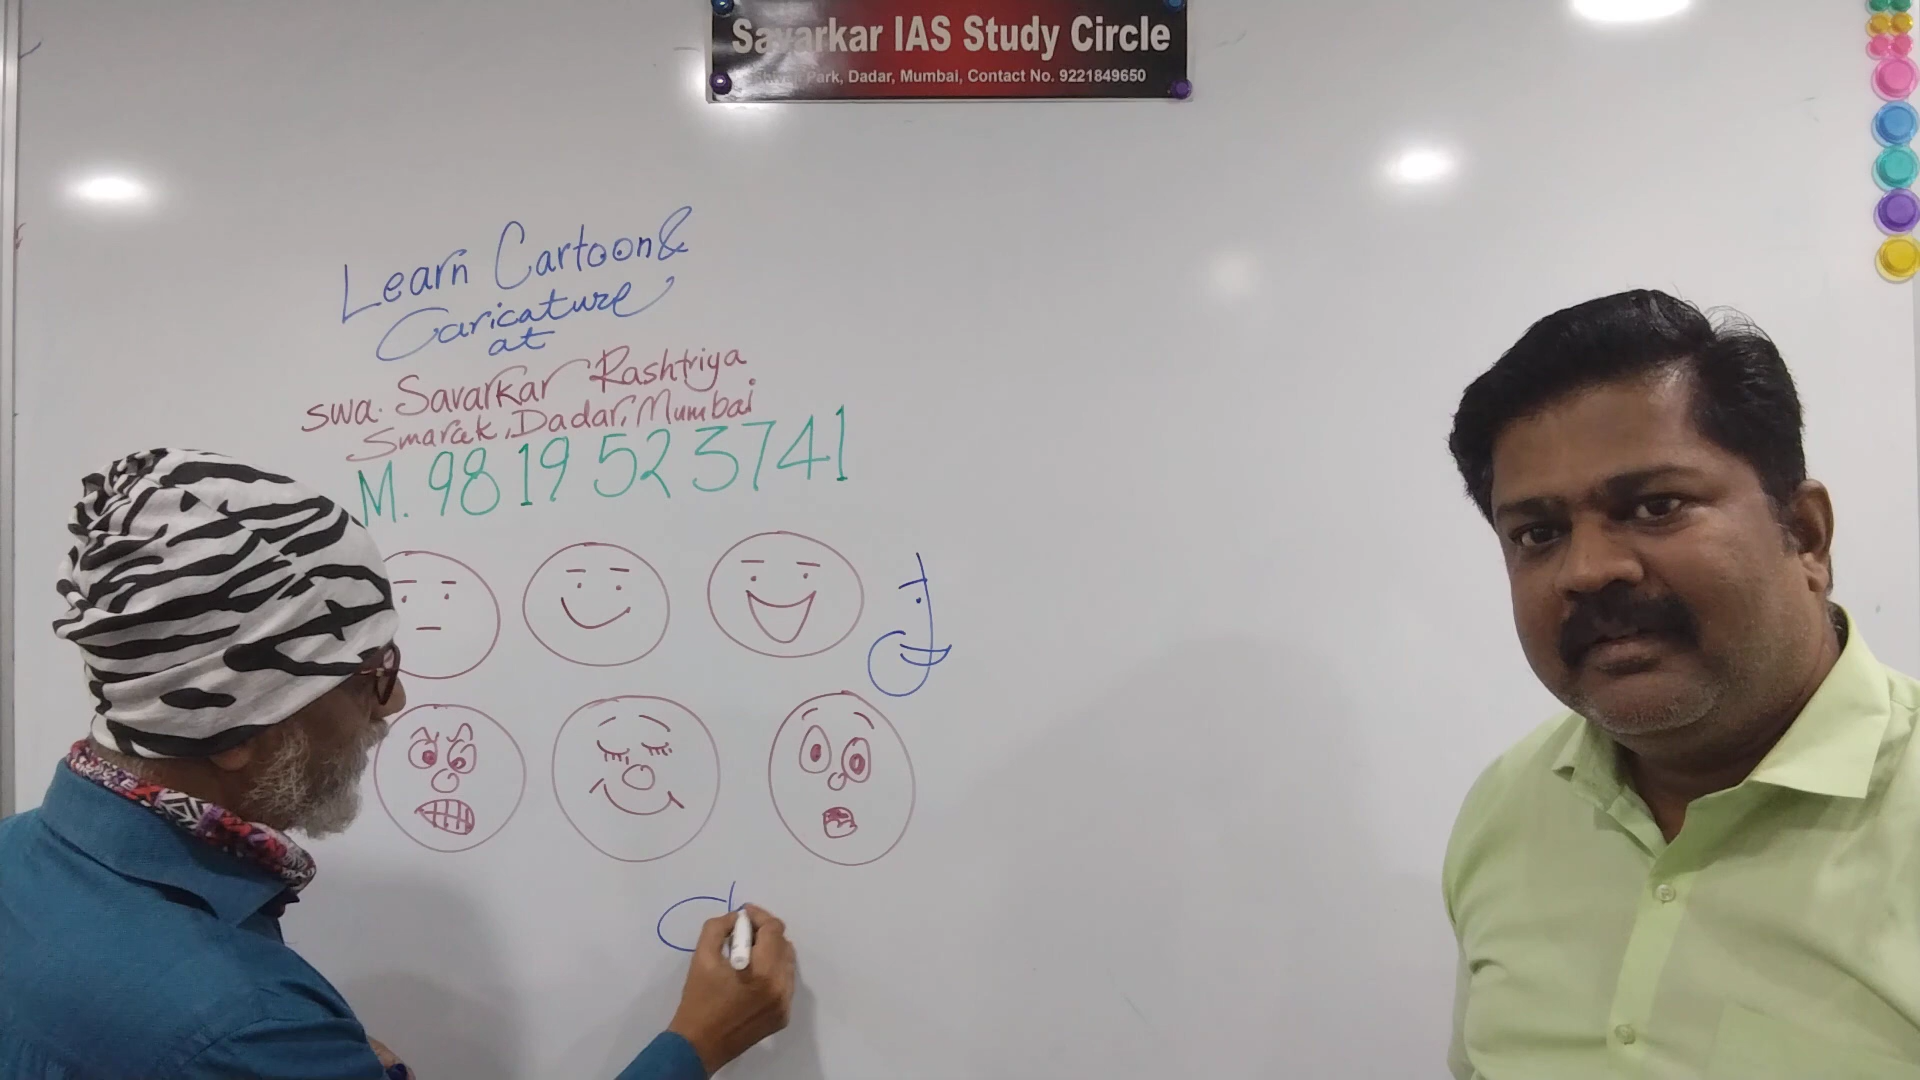 Savarkar IAS Study Circle
Shivaji Park, Dadar, Mumbai, Contact No. 9221849650
Learn Cartoon &
Caricature
at
swa. Savarkar Rashtriya
Smarak, Dadar, Mumbai
M. 9819523741